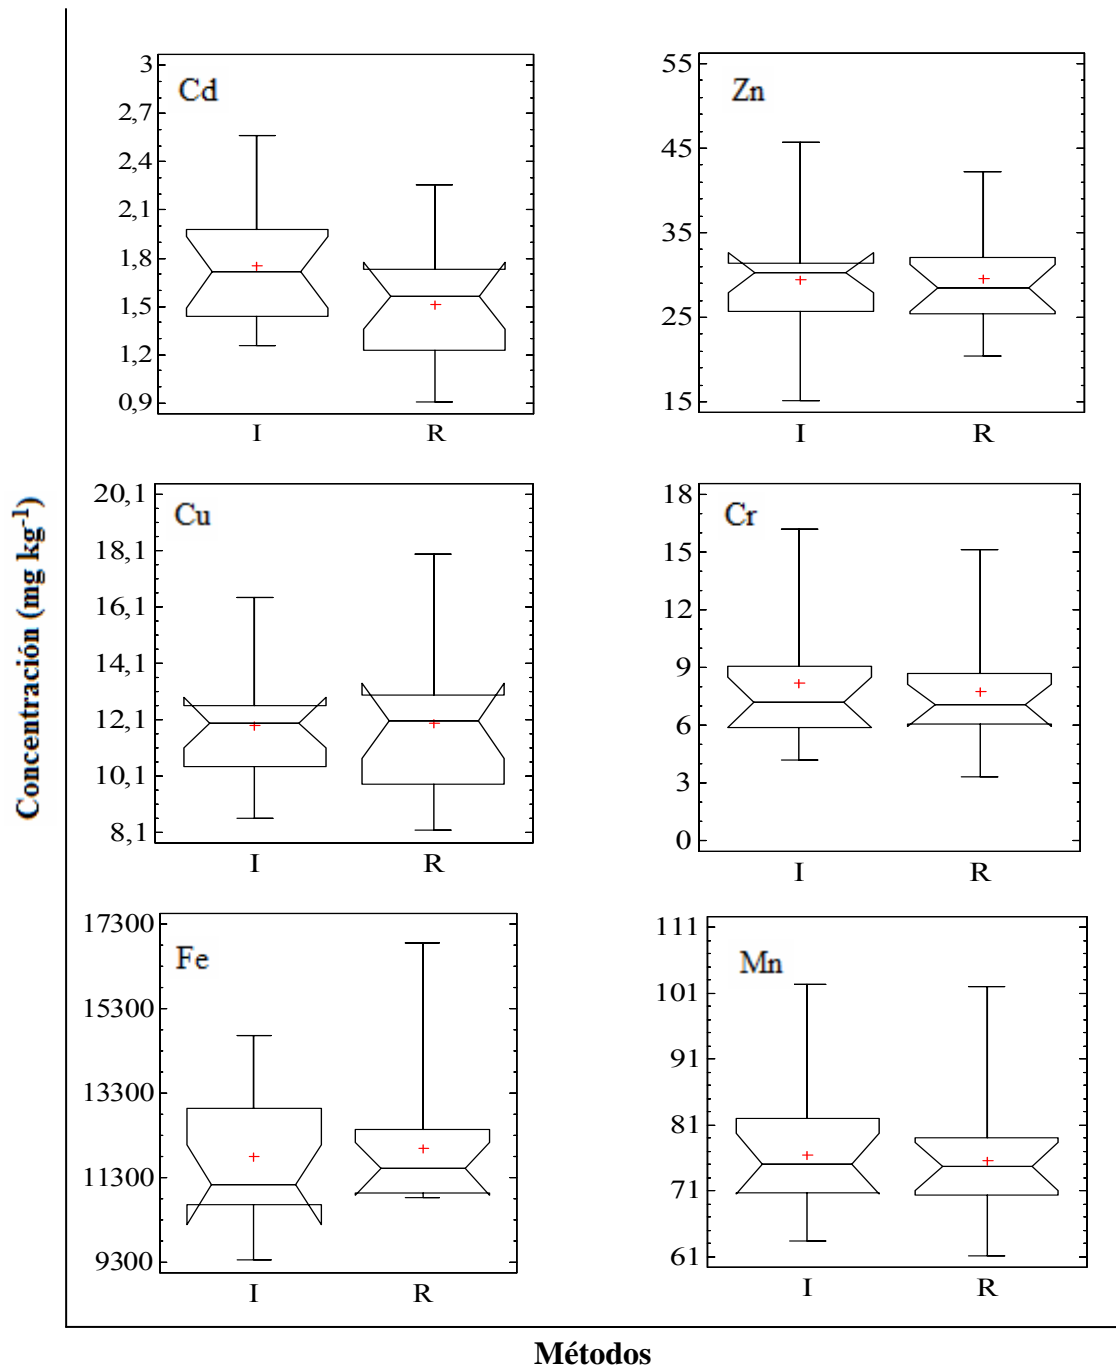 Concentración (mg kg-1)
Cd
3
2,7
2,4
2,1
1,8
1,5
1,2
0,9
I R
Zn
55
45
35
25
15
I R
Cu
20,1
18,1
16,1
14,1
12,1
10,1
8,1
I R
Cr
18
15
12
9
6
3
0
I R
Fe
17300
15300
13300
11300
9300
I R
Mn
111
101
91
81
71
61
I R
Métodos